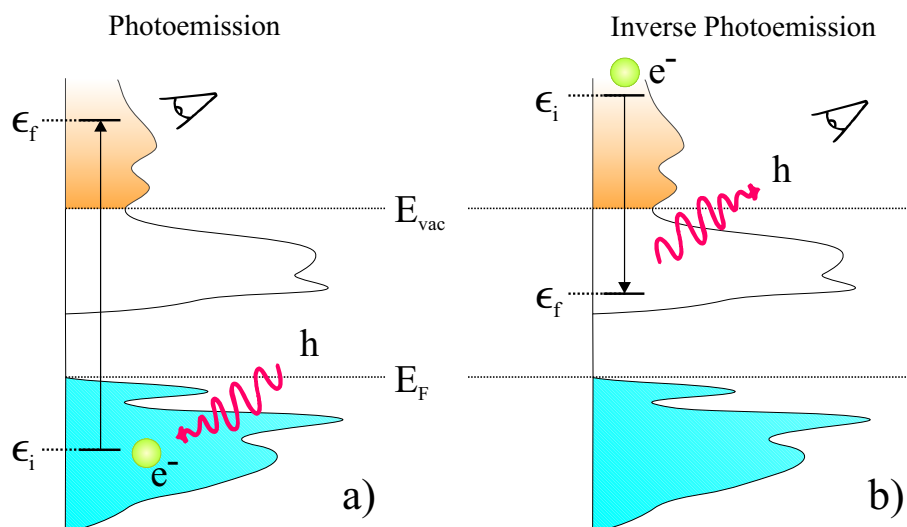 Photoemission
Inverse Photoemission
e-
ϵi
ϵf
h
h
Evac
ϵf
h
EF
ϵi
e-
a)
b)